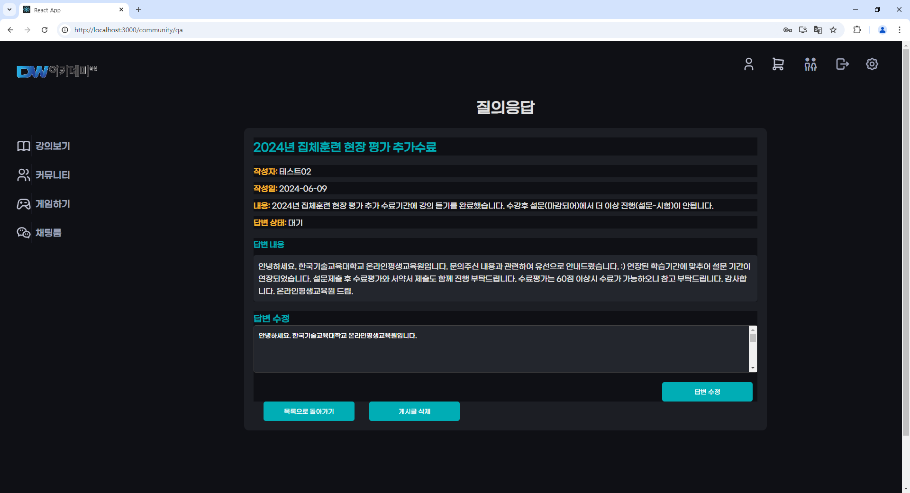 React App
http://localhost:3000/community/qa
DW아카데미
질의응답
강의보기
커뮤니티
게임하기
채팅룸
2024년 집체훈련 현장 평가 추가수료
작성자: 테스트02
작성일: 2024-06-09
내용: 2024년 집체훈련 현장 평가 추가 수료기간에 강의 듣기를 완료했습니다. 수강후 설문(마감되어)에서 더 이상 진행(설문-시험)이 안됩니다.
답변 상태: 대기
답변 내용
안녕하세요. 한국기술교육대학교 온라인평생교육원입니다. 문의주신 내용과 관련하여 유선으로 안내드렸습니다. :) 연장된 학습기간에 맞추어 설문 기간이
연장되었습니다. 설문제출 후 수료평가와 서약서 제출도 함께 진행 부탁드립니다. 수료평가는 60점 이상시 수료가 가능하오니 참고 부탁드립니다. 감사합
니다. 온라인평생교육원 드림.
답변 수정
안녕하세요. 한국기술교육대학교 온라인평생교육원입니다.
답변 수정
목록으로 돌아가기
게시글 삭제